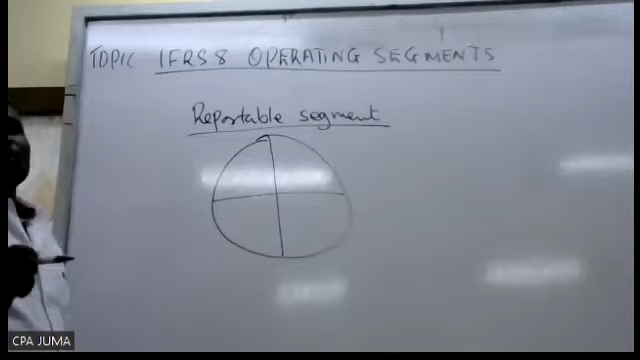 TOPIC IFRS 8 OPERATING SEGMENTS
Reportable segment
CPA JUMA